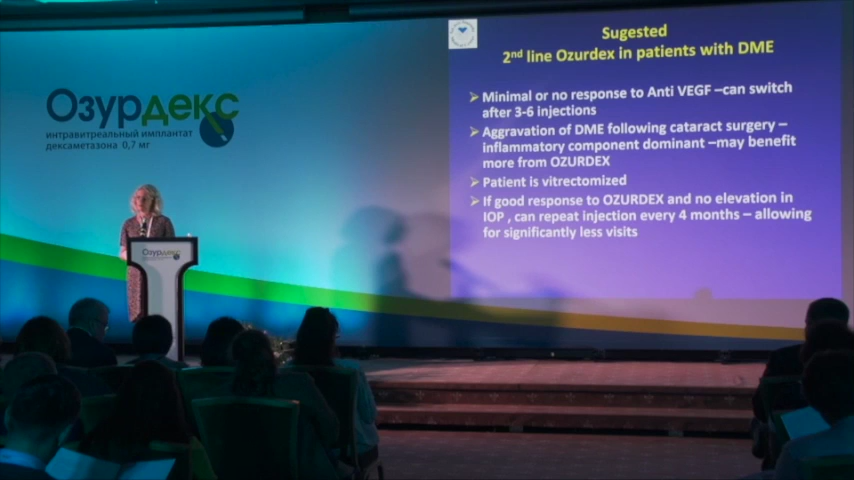 Озурдекс
интравитреальный имплантат
дексаметазона 0,7 мг
Sugested
2nd line Ozurdex in patients with DME
➢ Minimal or no response to Anti VEGF –can switch
after 3-6 injections
➢ Aggravation of DME following cataract surgery –
inflammatory component dominant –may benefit
more from OZURDEX
➢ Patient is vitrectomized
➢ If good response to OZURDEX and no elevation in
IOP , can repeat injection every 4 months – allowing
for significantly less visits
Озурдекс